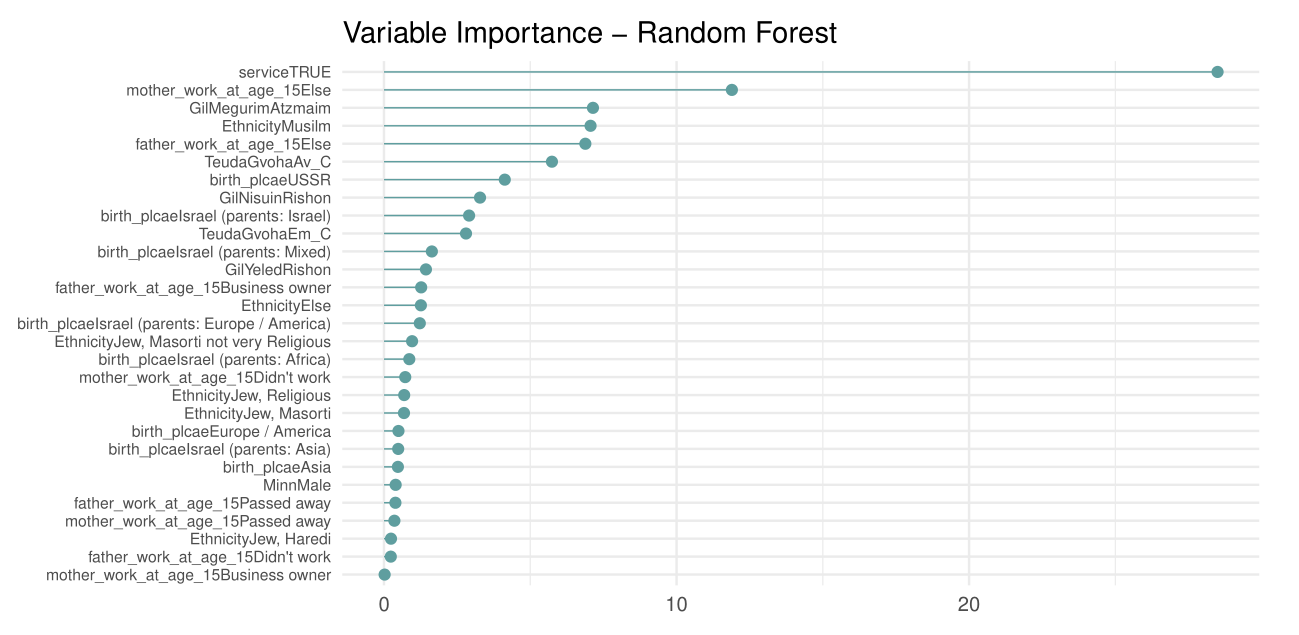 Variable Importance – Random Forest
serviceTRUE
mother_work_at_age_15Else
GilMegurimAtzmaim
EthnicityMusilm
father_work_at_age_15Else
TeudaGvohaAv_C
birth_plcaeUSSR
GilNisuinRishon
birth_plcaeIsrael (parents: Israel)
TeudaGvohaEm_C
birth_plcaeIsrael (parents: Mixed)
GilYeledRishon
father_work_at_age_15Business owner
EthnicityElse
birth_plcaeIsrael (parents: Europe / America)
EthnicityJew, Masorti not very Religious
birth_plcaeIsrael (parents: Africa)
mother_work_at_age_15Didn't work
EthnicityJew, Religious
EthnicityJew, Masorti
birth_plcaeEurope / America
birth_plcaeIsrael (parents: Asia)
birth_plcaeAsia
MinnMale
father_work_at_age_15Passed away
mother_work_at_age_15Passed away
EthnicityJew, Haredi
father_work_at_age_15Didn't work
mother_work_at_age_15Business owner
0 10 20